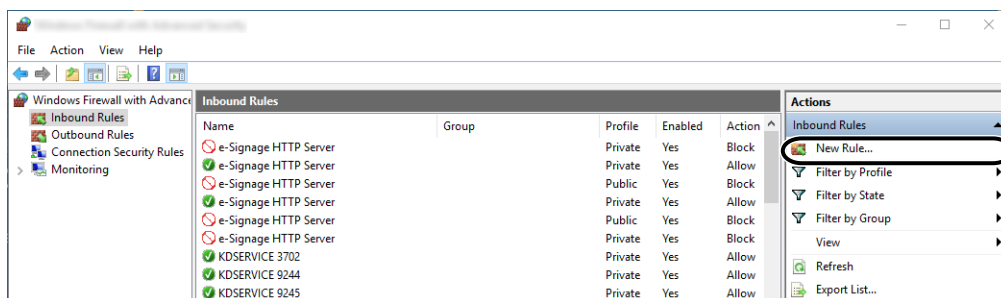 File Action View Help
Windows Firewall with Advance
Inbound Rules
Outbound Rules
Connection Security Rules
Monitoring
Inbound Rules
Name Group Profile Enabled Action
e-Signage HTTP Server Private Yes Block
e-Signage HTTP Server Private Yes Allow
e-Signage HTTP Server Public Yes Block
e-Signage HTTP Server Private Yes Allow
e-Signage HTTP Server Public Yes Block
e-Signage HTTP Server Private Yes Block
KDSERVICE 3702 Private Yes Allow
KDSERVICE 9244 Private Yes Allow
KDSERVICE 9245 Private Yes Allow
Actions
Inbound Rules
New Rule...
Filter by Profile
Filter by State
Filter by Group
View
Refresh
Export List...